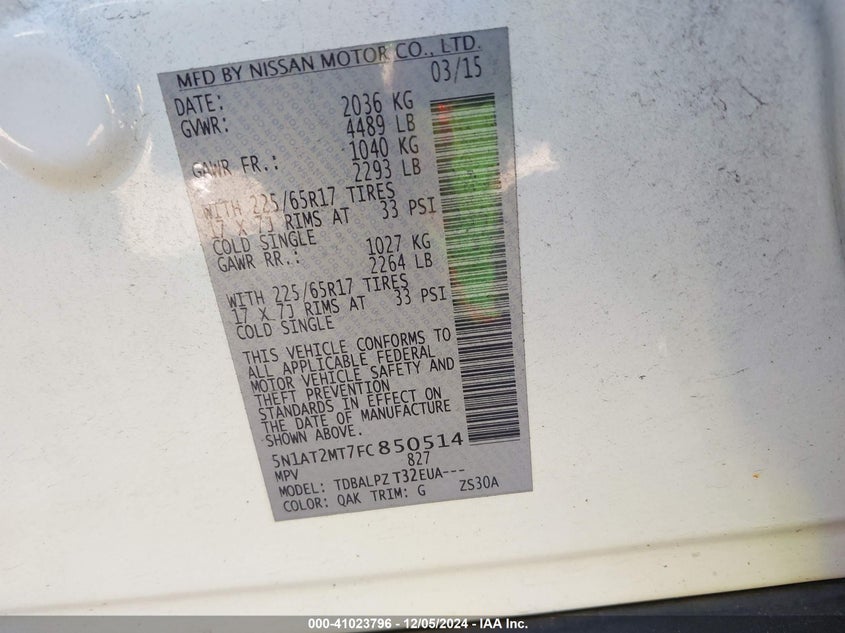 MFD BY NISSAN MOTOR CO., LTD.
DATE: 03/15
GVWR: 2036 KG
4489 LB
GAWR FR.: 1040 KG
2293 LB
WITH 225/65R17 TIRES
17 X 7J RIMS AT 33 PSI
COLD SINGLE
GAWR RR.: 1027 KG
2264 LB
WITH 225/65R17 TIRES
17 X 7J RIMS AT 33 PSI
COLD SINGLE
THIS VEHICLE CONFORMS TO
ALL APPLICABLE FEDERAL
MOTOR VEHICLE SAFETY AND
THEFT PREVENTION
STANDARDS IN EFFECT ON
THE DATE OF MANUFACTURE
SHOWN ABOVE.
5N1AT2MT7FC850514
MPV 827
MODEL: TDBALPZ T32EUA---
COLOR: QAK TRIM: G ZS30A
000-41023796 - 12/05/2024 - IAA Inc.